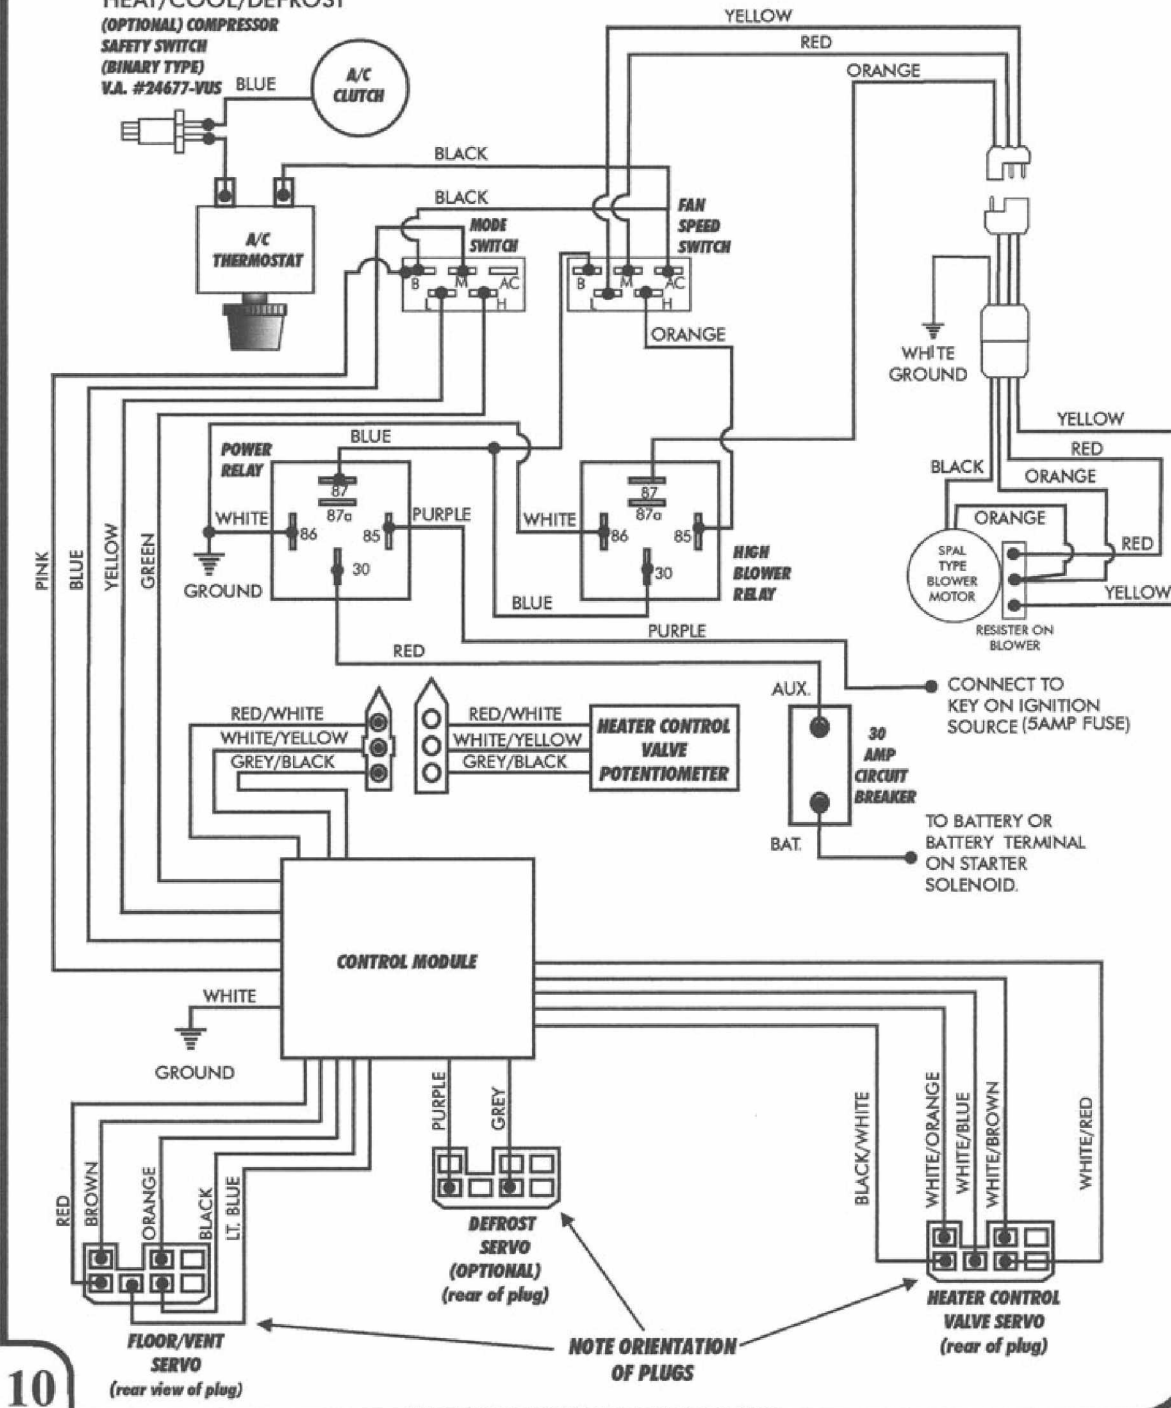 HEAT/COOL/DEFROST
(OPTIONAL) COMPRESSOR
SAFETY SWITCH
(BINARY TYPE)
V.A. #24677-VUS
BLUE
A/C
CLUTCH
YELLOW
RED
ORANGE
BLACK
BLACK
A/C
THERMOSTAT
MODE
SWITCH
FAN
SPEED
SWITCH
B
M
AC
L
H
B
M
AC
L
H
ORANGE
WHITE
GROUND
YELLOW
RED
ORANGE
BLACK
ORANGE
RED
YELLOW
SPAL
TYPE
BLOWER
MOTOR
RESISTER ON
BLOWER
POWER
RELAY
BLUE
87
87a
86
85
30
WHITE
PURPLE
GROUND
WHITE
87
87a
86
85
30
HIGH
BLOWER
RELAY
BLUE
PURPLE
RED
PINK
BLUE
YELLOW
GREEN
AUX.
CONNECT TO
KEY ON IGNITION
SOURCE (5AMP FUSE)
30
AMP
CIRCUIT
BREAKER
BAT.
TO BATTERY OR
BATTERY TERMINAL
ON STARTER
SOLENOID.
RED/WHITE
WHITE/YELLOW
GREY/BLACK
RED/WHITE
WHITE/YELLOW
GREY/BLACK
HEATER CONTROL
VALVE
POTENTIOMETER
CONTROL MODULE
WHITE
GROUND
RED
BROWN
ORANGE
BLACK
LT. BLUE
PURPLE
GREY
BLACK/WHITE
WHITE/ORANGE
WHITE/BLUE
WHITE/BROWN
WHITE/RED
DEFROST
SERVO
(OPTIONAL)
(rear of plug)
HEATER CONTROL
VALVE SERVO
(rear of plug)
FLOOR/VENT
SERVO
(rear view of plug)
NOTE ORIENTATION
OF PLUGS
10